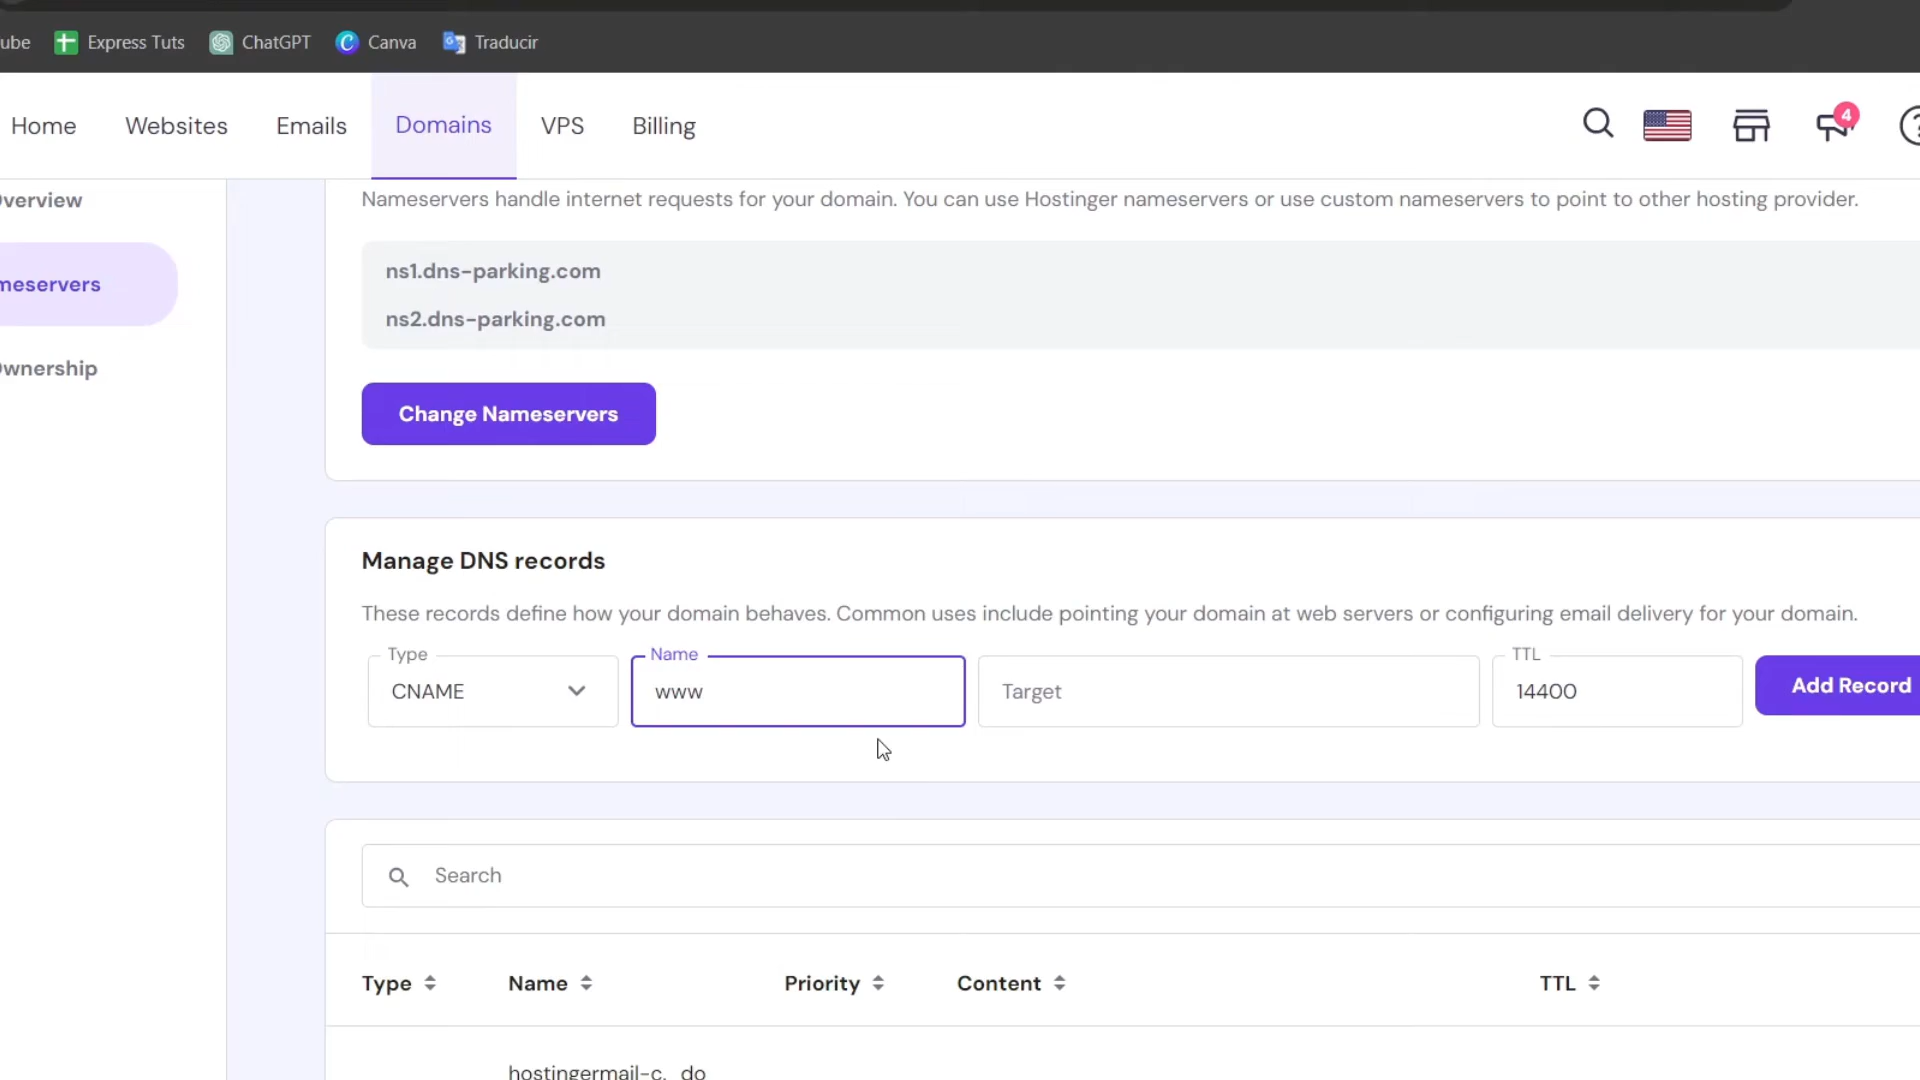 ube Express Tuts ChatGPT Canva Traducir
Home Websites Emails Domains VPS Billing 4 ?
verview
meservers
wnership
Nameservers handle internet requests for your domain. You can use Hostinger nameservers or use custom nameservers to point to other hosting provider.
ns1.dns-parking.com
ns2.dns-parking.com
Change Nameservers
Manage DNS records
These records define how your domain behaves. Common uses include pointing your domain at web servers or configuring email delivery for your domain.
Type Name TTL
CNAME www Target 14400 Add Record
Search
Type Name Priority Content TTL
hostingermail-c._do